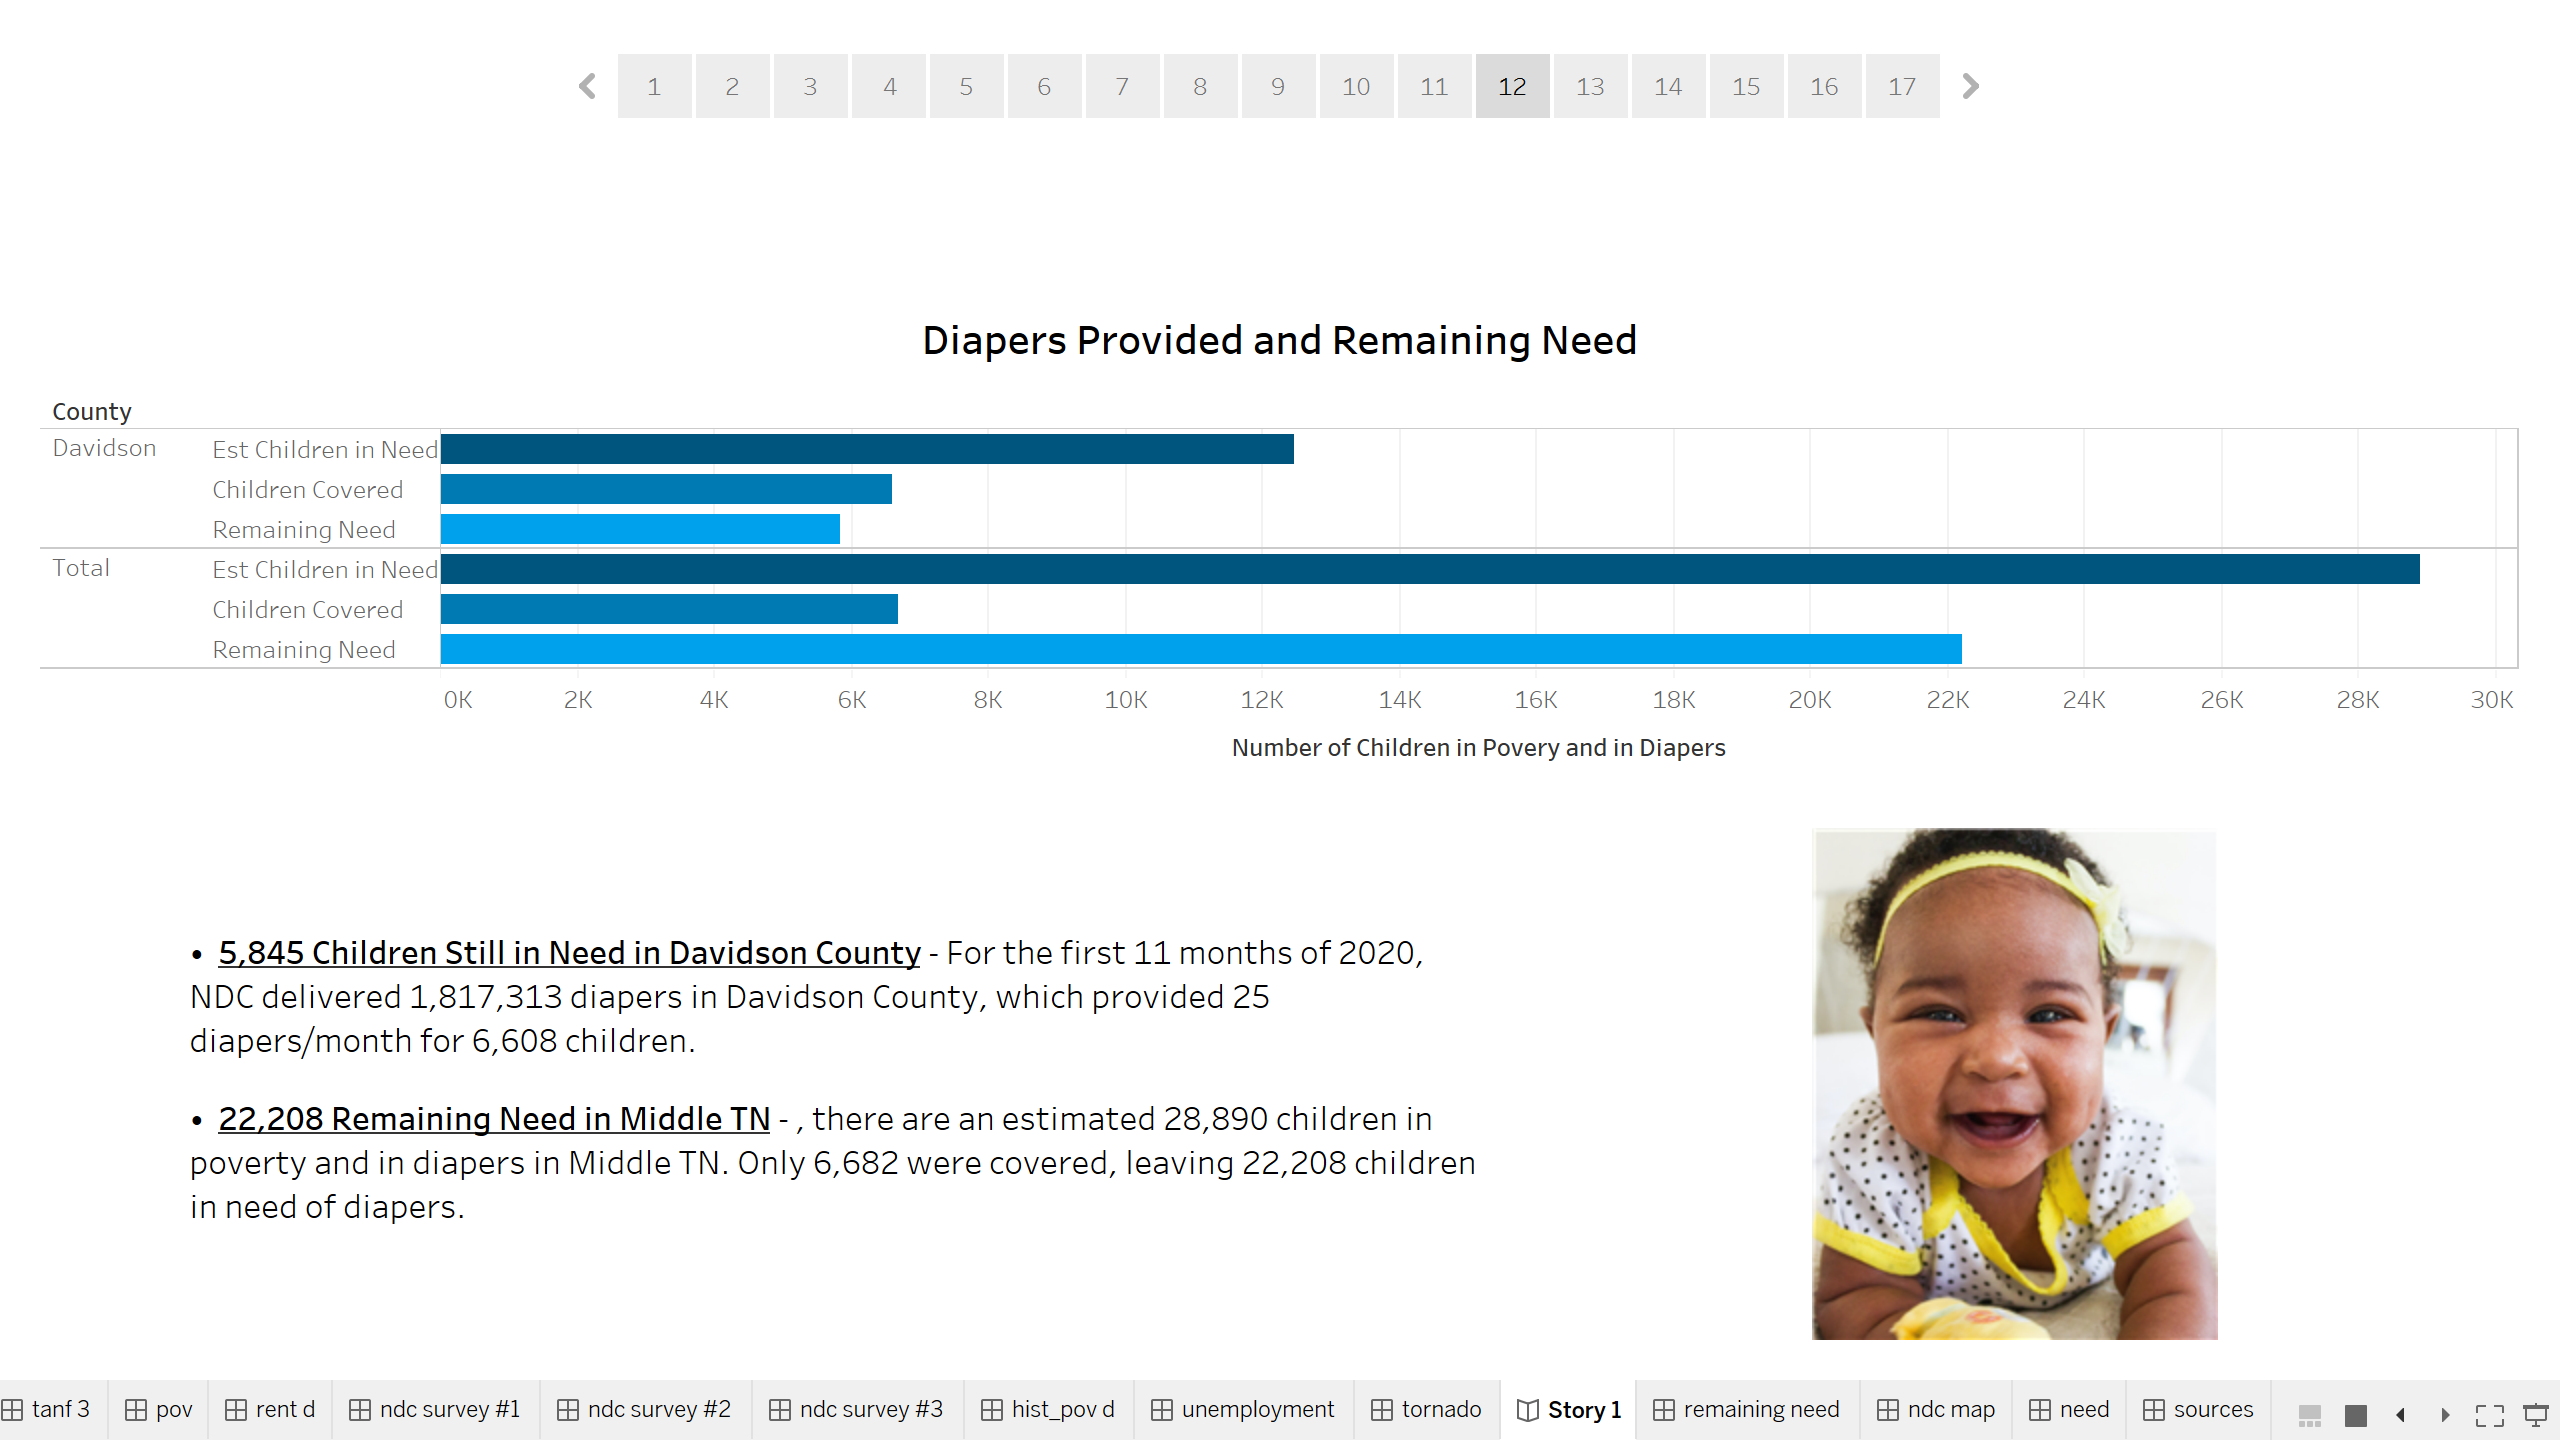 1 2 3 4 5 6 7 8 9 10 11 12 13 14 15 16 17
Diapers Provided and Remaining Need
County
Davidson Est Children in Need
Children Covered
Remaining Need
Total Est Children in Need
Children Covered
Remaining Need
0K 2K 4K 6K 8K 10K 12K 14K 16K 18K 20K 22K 24K 26K 28K 30K
Number of Children in Povery and in Diapers
• 5,845 Children Still in Need in Davidson County - For the first 11 months of 2020,
NDC delivered 1,817,313 diapers in Davidson County, which provided 25
diapers/month for 6,608 children.
• 22,208 Remaining Need in Middle TN - , there are an estimated 28,890 children in
poverty and in diapers in Middle TN. Only 6,682 were covered, leaving 22,208 children
in need of diapers.
tanf 3 pov rent d ndc survey #1 ndc survey #2 ndc survey #3 hist_pov d unemployment tornado Story 1 remaining need ndc map need sources